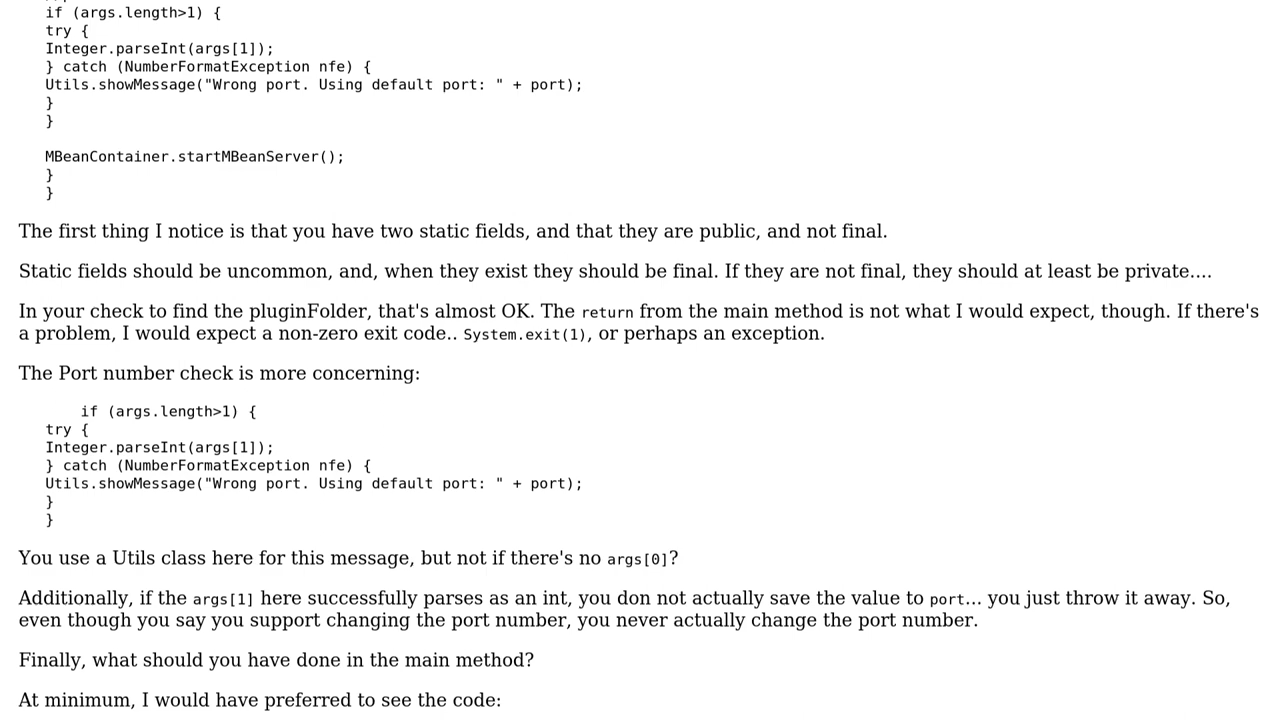 if (args.length>1) {
try {
Integer.parseInt(args[1]);
} catch (NumberFormatException nfe) {
Utils.showMessage("Wrong port. Using default port: " + port);
}
}
MBeanContainer.startMBeanServer();
}
}
The first thing I notice is that you have two static fields, and that they are public, and not final.
Static fields should be uncommon, and, when they exist they should be final. If they are not final, they should at least be private....
In your check to find the pluginFolder, that's almost OK. The return from the main method is not what I would expect, though. If there's
a problem, I would expect a non-zero exit code.. System.exit(1), or perhaps an exception.
The Port number check is more concerning:
if (args.length>1) {
try {
Integer.parseInt(args[1]);
} catch (NumberFormatException nfe) {
Utils.showMessage("Wrong port. Using default port: " + port);
}
}
You use a Utils class here for this message, but not if there's no args[0]?
Additionally, if the args[1] here successfully parses as an int, you don not actually save the value to port... you just throw it away. So,
even though you say you support changing the port number, you never actually change the port number.
Finally, what should you have done in the main method?
At minimum, I would have preferred to see the code: